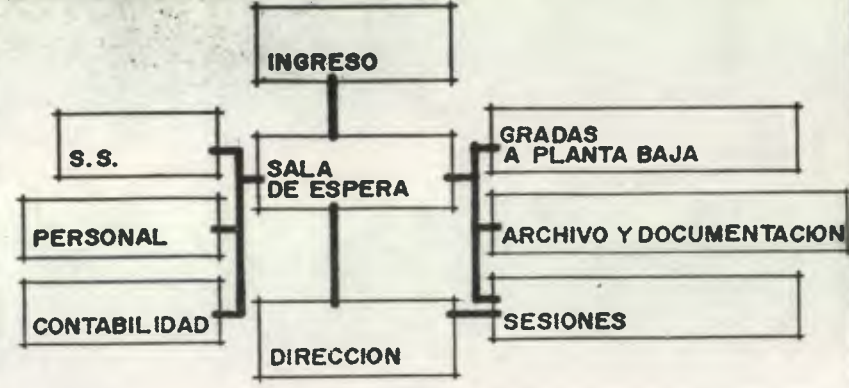 INGRESO
S.S.
SALA
DE ESPERA
GRADAS
A PLANTA BAJA
PERSONAL
ARCHIVO Y DOCUMENTACION
CONTABILIDAD
DIRECCION
SESIONES